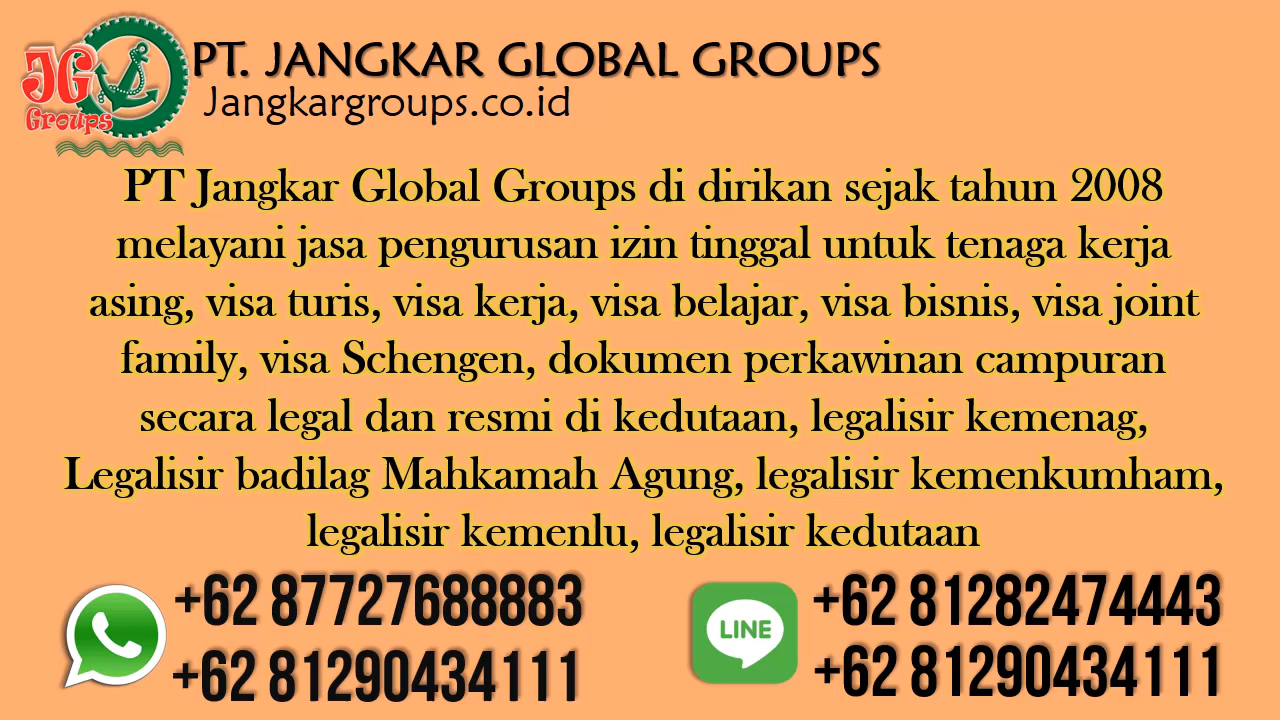 JG
Groups
PT. JANGKAR GLOBAL GROUPS
Jangkargroups.co.id
PT Jangkar Global Groups di dirikan sejak tahun 2008
melayani jasa pengurusan izin tinggal untuk tenaga kerja
asing, visa turis, visa kerja, visa belajar, visa bisnis, visa joint
family, visa Schengen, dokumen perkawinan campuran
secara legal dan resmi di kedutaan, legalisir kemenag,
Legalisir badilag Mahkamah Agung, legalisir kemenkumham,
legalisir kemenlu, legalisir kedutaan
+62 87727688883
+62 81290434111
LINE
+62 81282474443
+62 81290434111